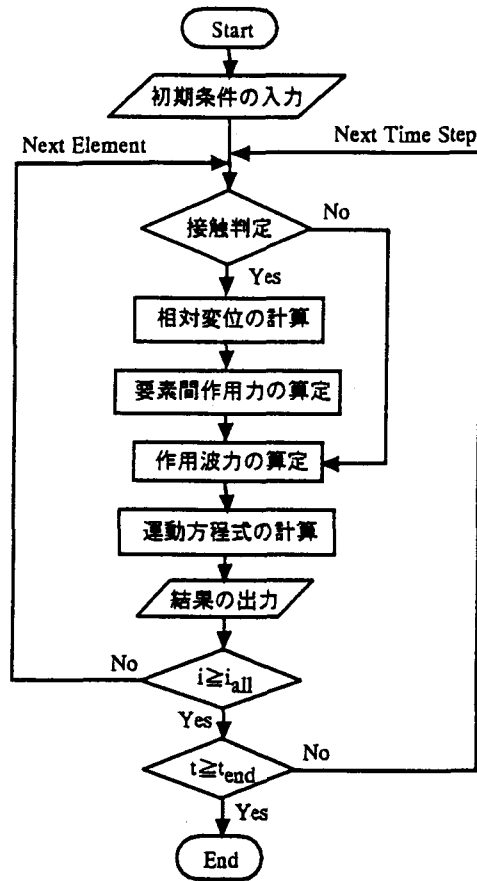 Start
初期条件の入力
Next Element
Next Time Step
接触判定
No
Yes
相対変位の計算
要素間作用力の算定
作用波力の算定
運動方程式の計算
結果の出力
No
i≧i_all
Yes
No
t≧t_end
Yes
End